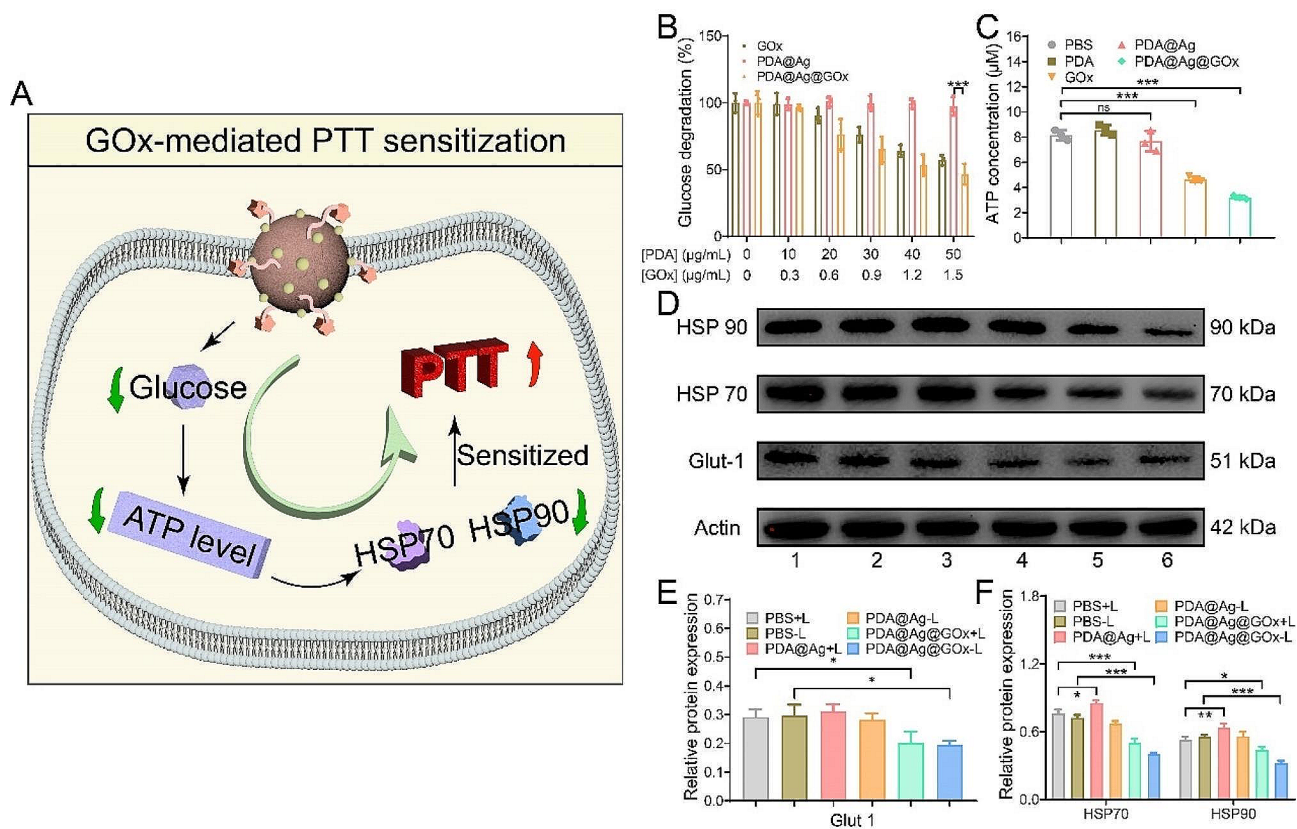 A
GOx-mediated PTT sensitization
Glucose
PTT
Sensitized
ATP level
HSP70
HSP90
B
Glucose degradation (%)
150
100
50
0
GOx
PDA@Ag
PDA@Ag@GOx
***
[PDA] (μg/mL) 0 10 20 30 40 50
[GOx] (μg/mL) 0 0.3 0.6 0.9 1.2 1.5
C
ATP concentration (μM)
16
14
12
10
8
6
4
2
0
PBS
PDA
GOx
PDA@Ag
PDA@Ag@GOx
***
***
ns
D
HSP 90 90 kDa
HSP 70 70 kDa
Glut-1 51 kDa
Actin 42 kDa
1 2 3 4 5 6
E
Relative protein expression
0.7
0.6
0.5
0.4
0.3
0.2
0.1
0.0
PBS+L
PBS-L
PDA@Ag+L
PDA@Ag-L
PDA@Ag@GOx+L
PDA@Ag@GOx-L
*
*
Glut 1
F
Relative protein expression
1.8
1.2
0.6
0.0
PBS+L
PBS-L
PDA@Ag+L
PDA@Ag-L
PDA@Ag@GOx+L
PDA@Ag@GOx-L
***
***
*
*
***
**
HSP70 HSP90